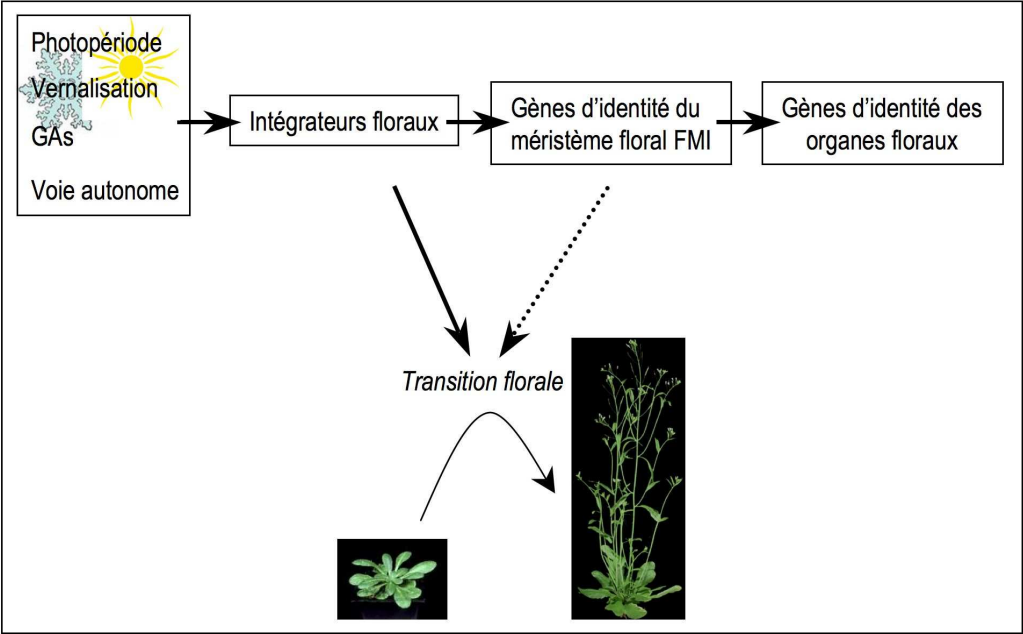 Photopériode
Vernalisation
GAs
Voie autonome
Intégrateurs floraux
Gènes d'identité du
méristème floral FMI
Gènes d'identité des
organes floraux
Transition florale